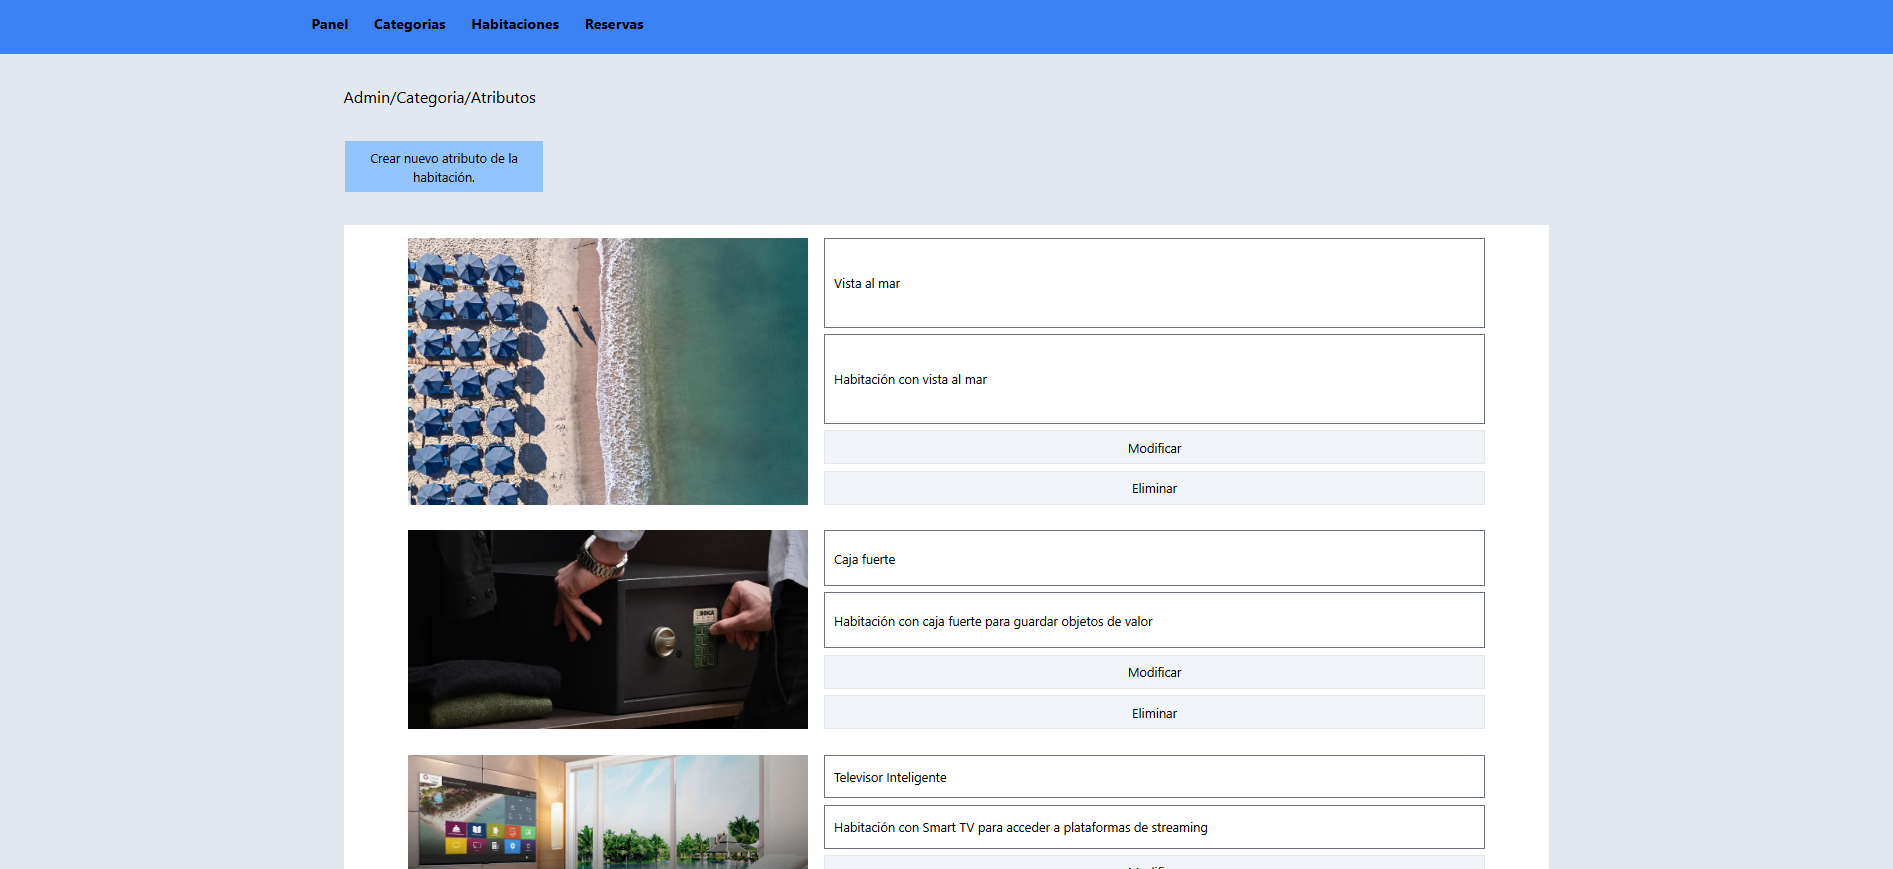 Panel Categorias Habitaciones Reservas
Admin/Categoria/Atributos
Crear nuevo atributo de la
habitación.
Vista al mar
Habitación con vista al mar
Modificar
Eliminar
Caja fuerte
Habitación con caja fuerte para guardar objetos de valor
Modificar
Eliminar
Televisor Inteligente
Habitación con Smart TV para acceder a plataformas de streaming